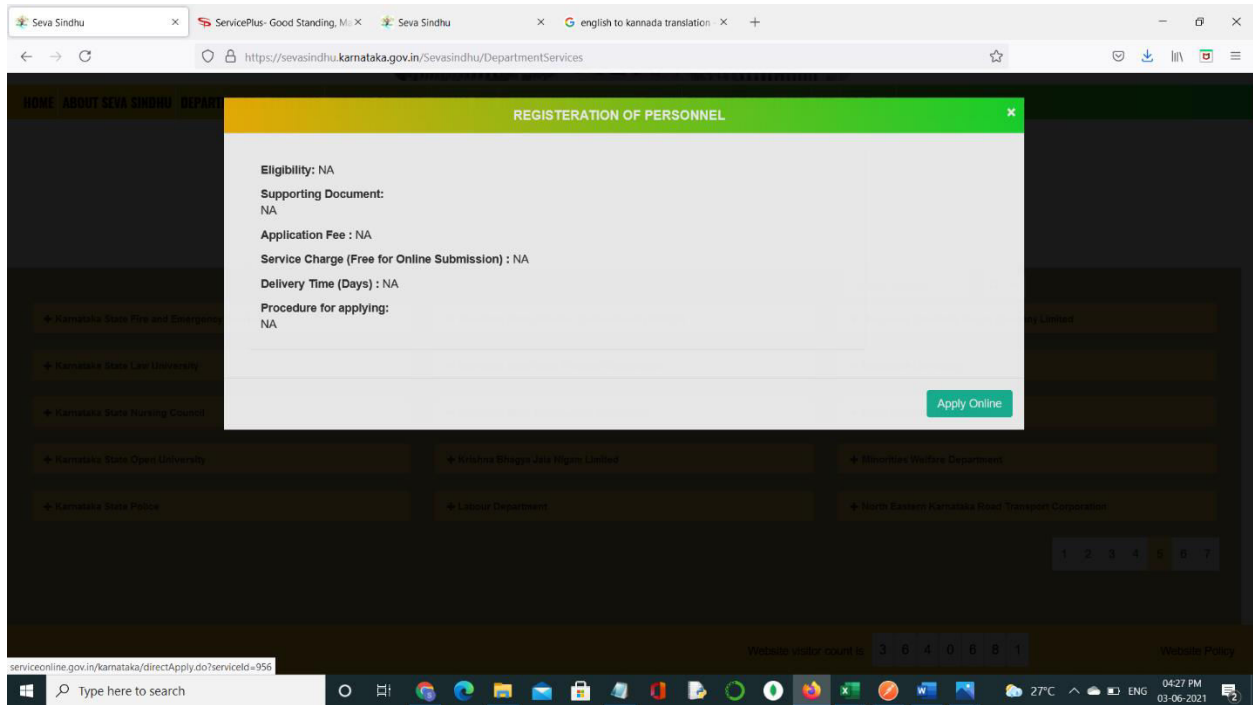 Seva Sindhu
ServicePlus- Good Standing, Ma
Seva Sindhu
english to kannada translation -
https://sevasindhu.karnataka.gov.in/Sevasindhu/DepartmentServices
HOME ABOUT SEVA SINDHU DEPART
REGISTERATION OF PERSONNEL
Eligibility: NA
Supporting Document:
NA
Application Fee : NA
Service Charge (Free for Online Submission) : NA
Delivery Time (Days) : NA
Procedure for applying:
NA
Karnataka State Fire and Emergency
ny Limited
Karnataka State Law University
Karnataka State Nursing Council
Apply Online
Karnataka State Open University
Krishna Bhagya Jala Nigam Limited
Minorities Welfare Department
Karnataka State Police
Labour Department
North Eastern Karnataka Road Transport Corporation
1 2 3 4 5 6 7
Website visitor count is 3 6 4 0 6 8 1
Website Policy
serviceonline.gov.in/karnataka/directApply.do?serviceId=956
Type here to search
27°C
ENG
04:27 PM
03-06-2021
2